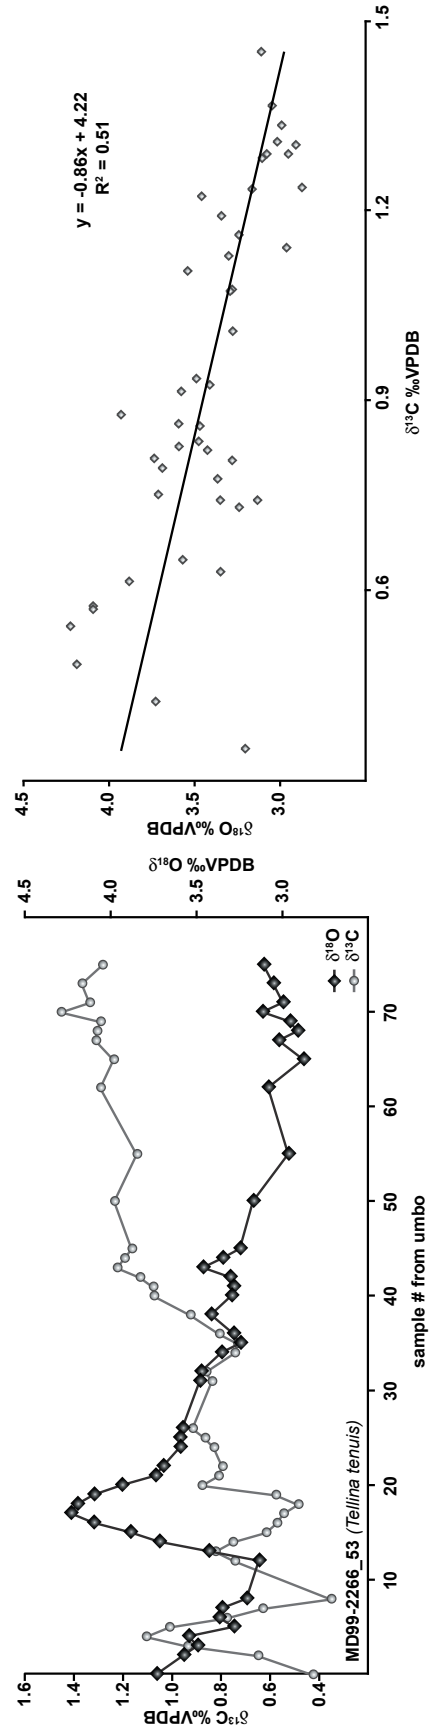 δ¹³C ‰VPDB
1.6
1.2
1.0
0.8
0.6
0.4
MD99-2266_53 (Tellina tenuis)
10
20
30
40
50
60
70
sample # from umbo
δ¹⁸O
δ¹³C
4.5
4.0
3.5
3.0
δ¹⁸O ‰VPDB
δ¹⁸O ‰VPDB
4.5
4.0
3.5
3.0
y = -0.86x + 4.22
R² = 0.51
0.6
0.9
1.2
1.5
δ¹³C ‰VPDB